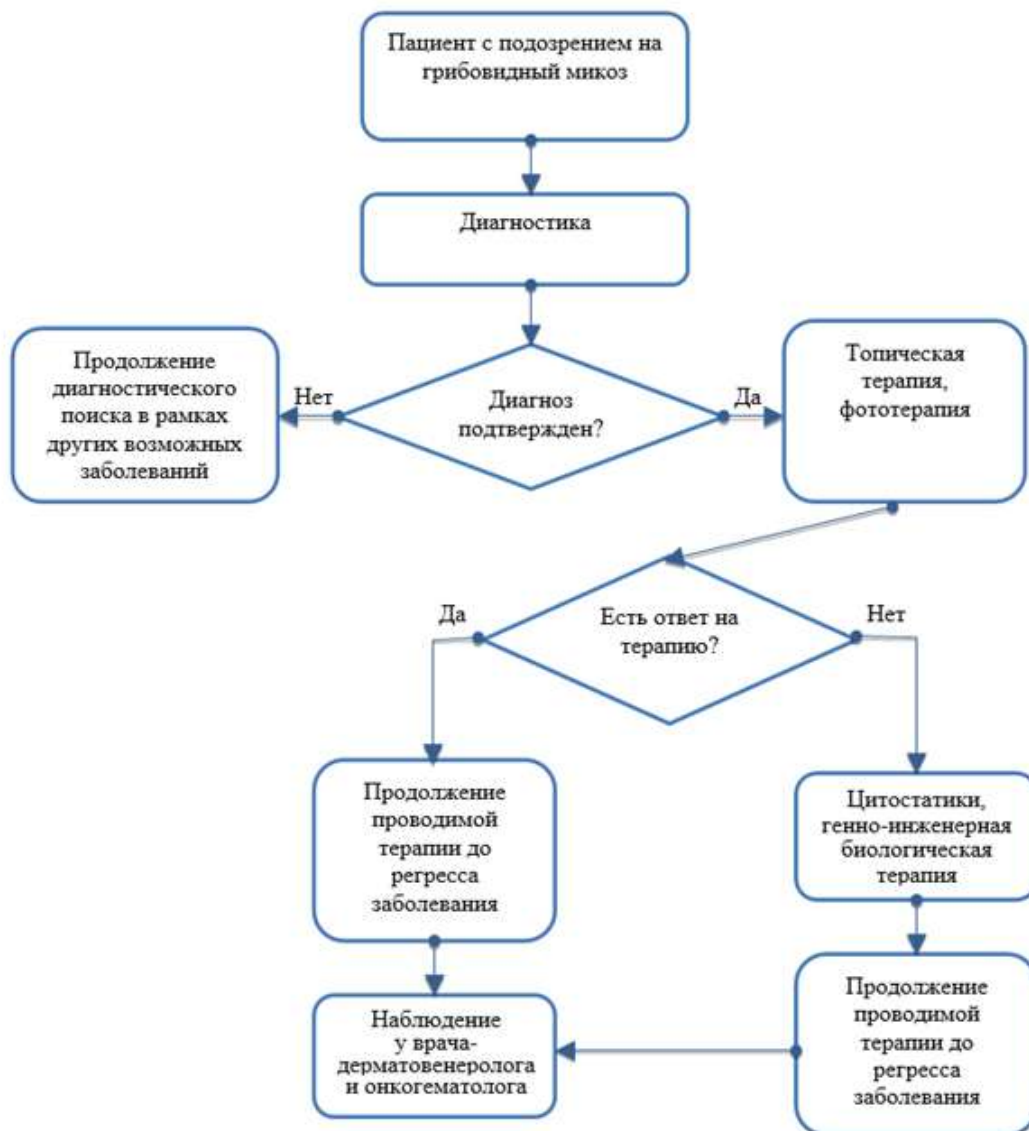 Пациент с подозрением на
грибовидный микоз
Диагностика
Продолжение
диагностического
поиска в рамках
других возможных
заболеваний
Нет
Диагноз
подтвержден?
Да
Топическая
терапия,
фототерапия
Да
Есть ответ на
терапию?
Нет
Продолжение
проводимой
терапии до
регресса
заболевания
Цитостатики,
генно-инженерная
биологическая
терапия
Наблюдение
у врача-
дерматовенеролога
и онкогематолога
Продолжение
проводимой
терапии до
регресса
заболевания